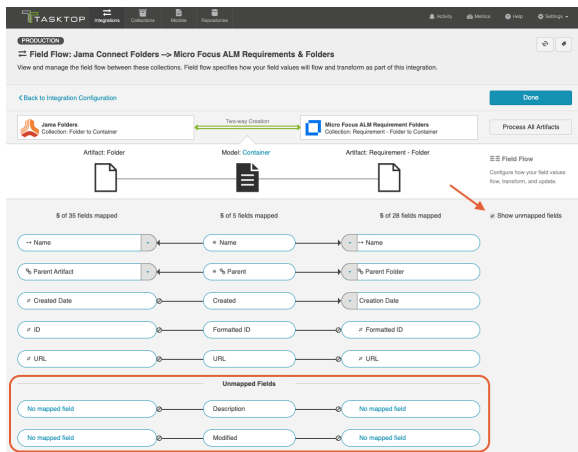 TASKTOP
Integrations
Collections
Models
Repositories
Activity
Metrics
Help
Settings
PRODUCTION
Field Flow: Jama Connect Folders --> Micro Focus ALM Requirements & Folders
View and manage the field flow between these collections. Field flow specifies how your field values will flow and transform as part of this integration.
Back to Integration Configuration
Done
Jama Folders
Collection: Folder to Container
Two-way Creation
Micro Focus ALM Requirement Folders
Collection: Requirement - Folder to Container
Process All Artifacts
Artifact: Folder
Model: Container
Artifact: Requirement - Folder
Field Flow
Configure how your field values
flow, transform, and update.
5 of 35 fields mapped
5 of 5 fields mapped
5 of 28 fields mapped
Show unmapped fields
Name
Name
Name
Parent Artifact
Parent
Parent Folder
Created Date
Created
Creation Date
ID
Formatted ID
Formatted ID
URL
URL
URL
Unmapped Fields
No mapped field
Description
No mapped field
No mapped field
Modified
No mapped field